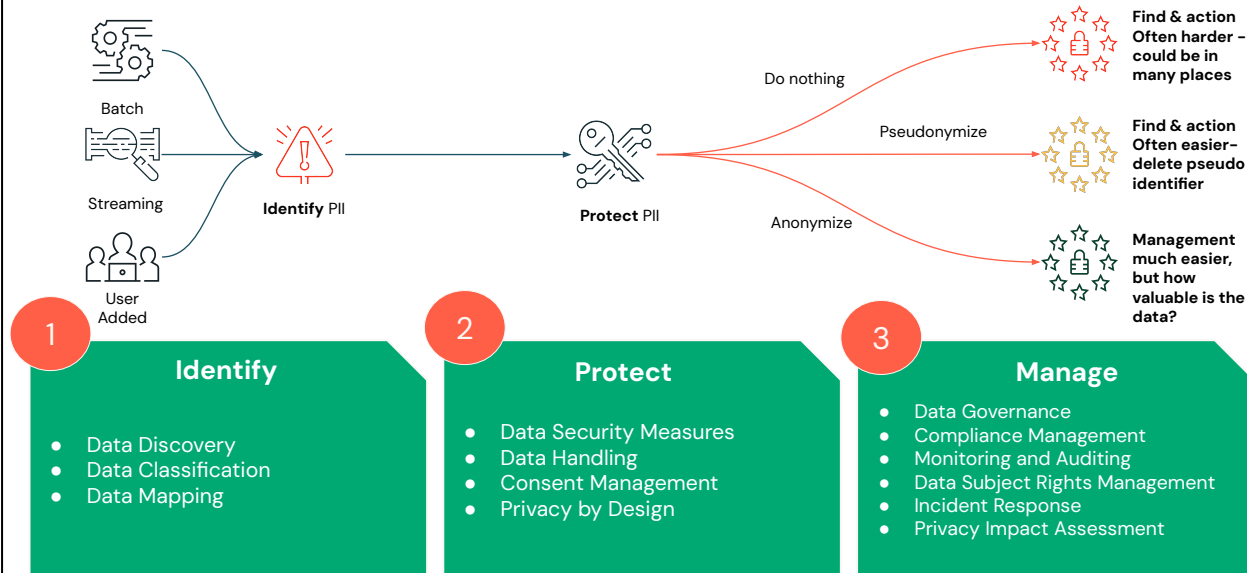 Batch
Streaming
User
Added
Identify PII
Protect PII
Do nothing
Pseudonymize
Anonymize
Find & action
Often harder -
could be in
many places
Find & action
Often easier–
delete pseudo
identifier
Management
much easier,
but how
valuable is the
data?
1
Identify
● Data Discovery
● Data Classification
● Data Mapping
2
Protect
● Data Security Measures
● Data Handling
● Consent Management
● Privacy by Design
3
Manage
● Data Governance
● Compliance Management
● Monitoring and Auditing
● Data Subject Rights Management
● Incident Response
● Privacy Impact Assessment